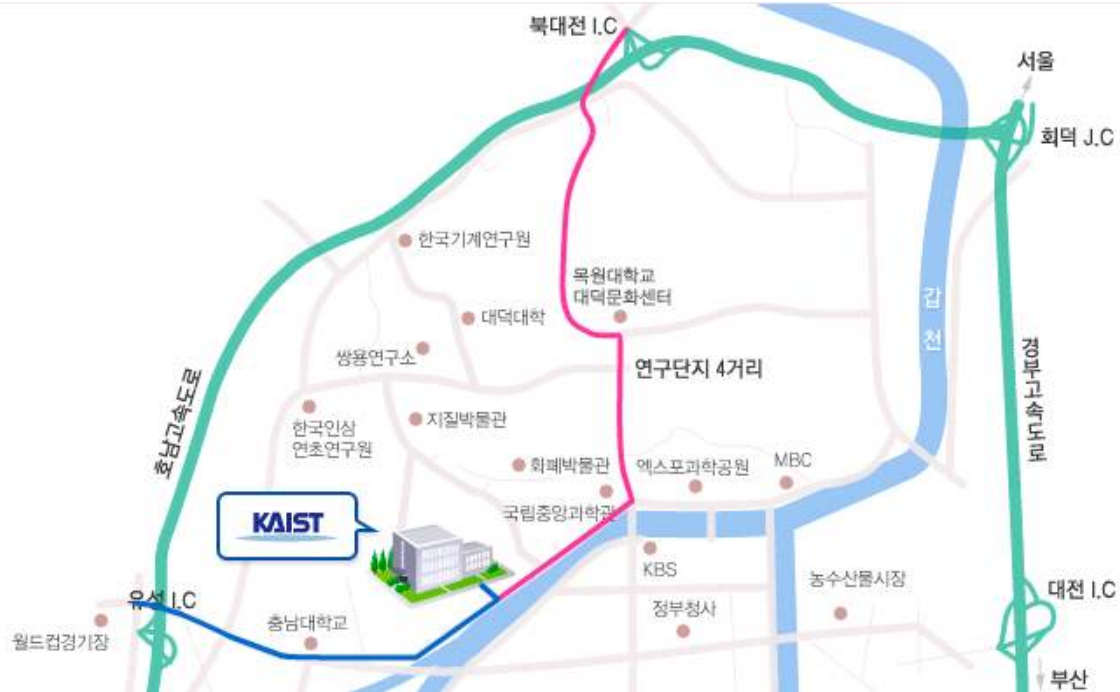 북대전 I.C
서울
회덕 J.C
한국기계연구원
목원대학교
대덕문화센터
갑천
대덕대학
쌍용연구소
연구단지 4거리
경부고속도로
호남고속도로
한국인삼
연초연구원
지질박물관
화폐박물관
엑스포과학공원
MBC
국립중앙과학관
KAIST
KBS
농수산물시장
대전 I.C
유성 I.C
정부청사
충남대학교
월드컵경기장
부산